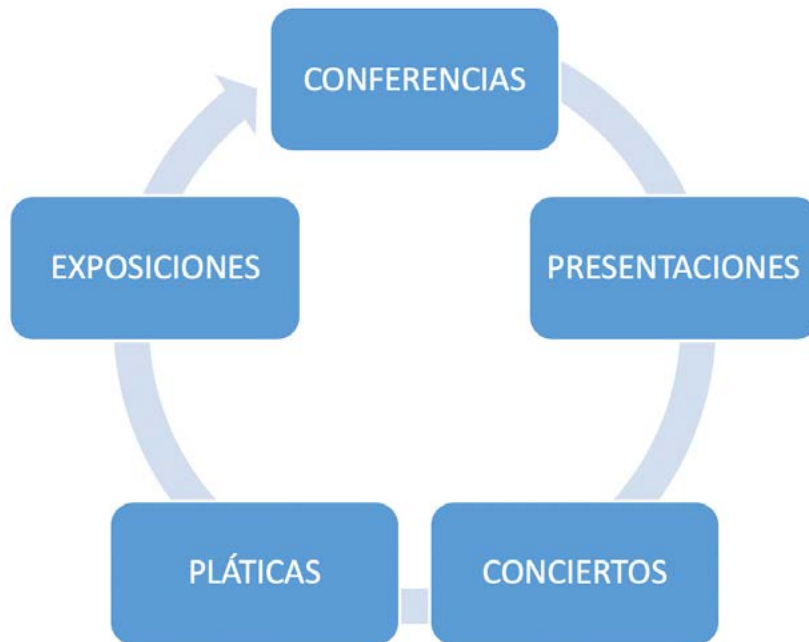 CONFERENCIAS
PRESENTACIONES
CONCIERTOS
PLÁTICAS
EXPOSICIONES